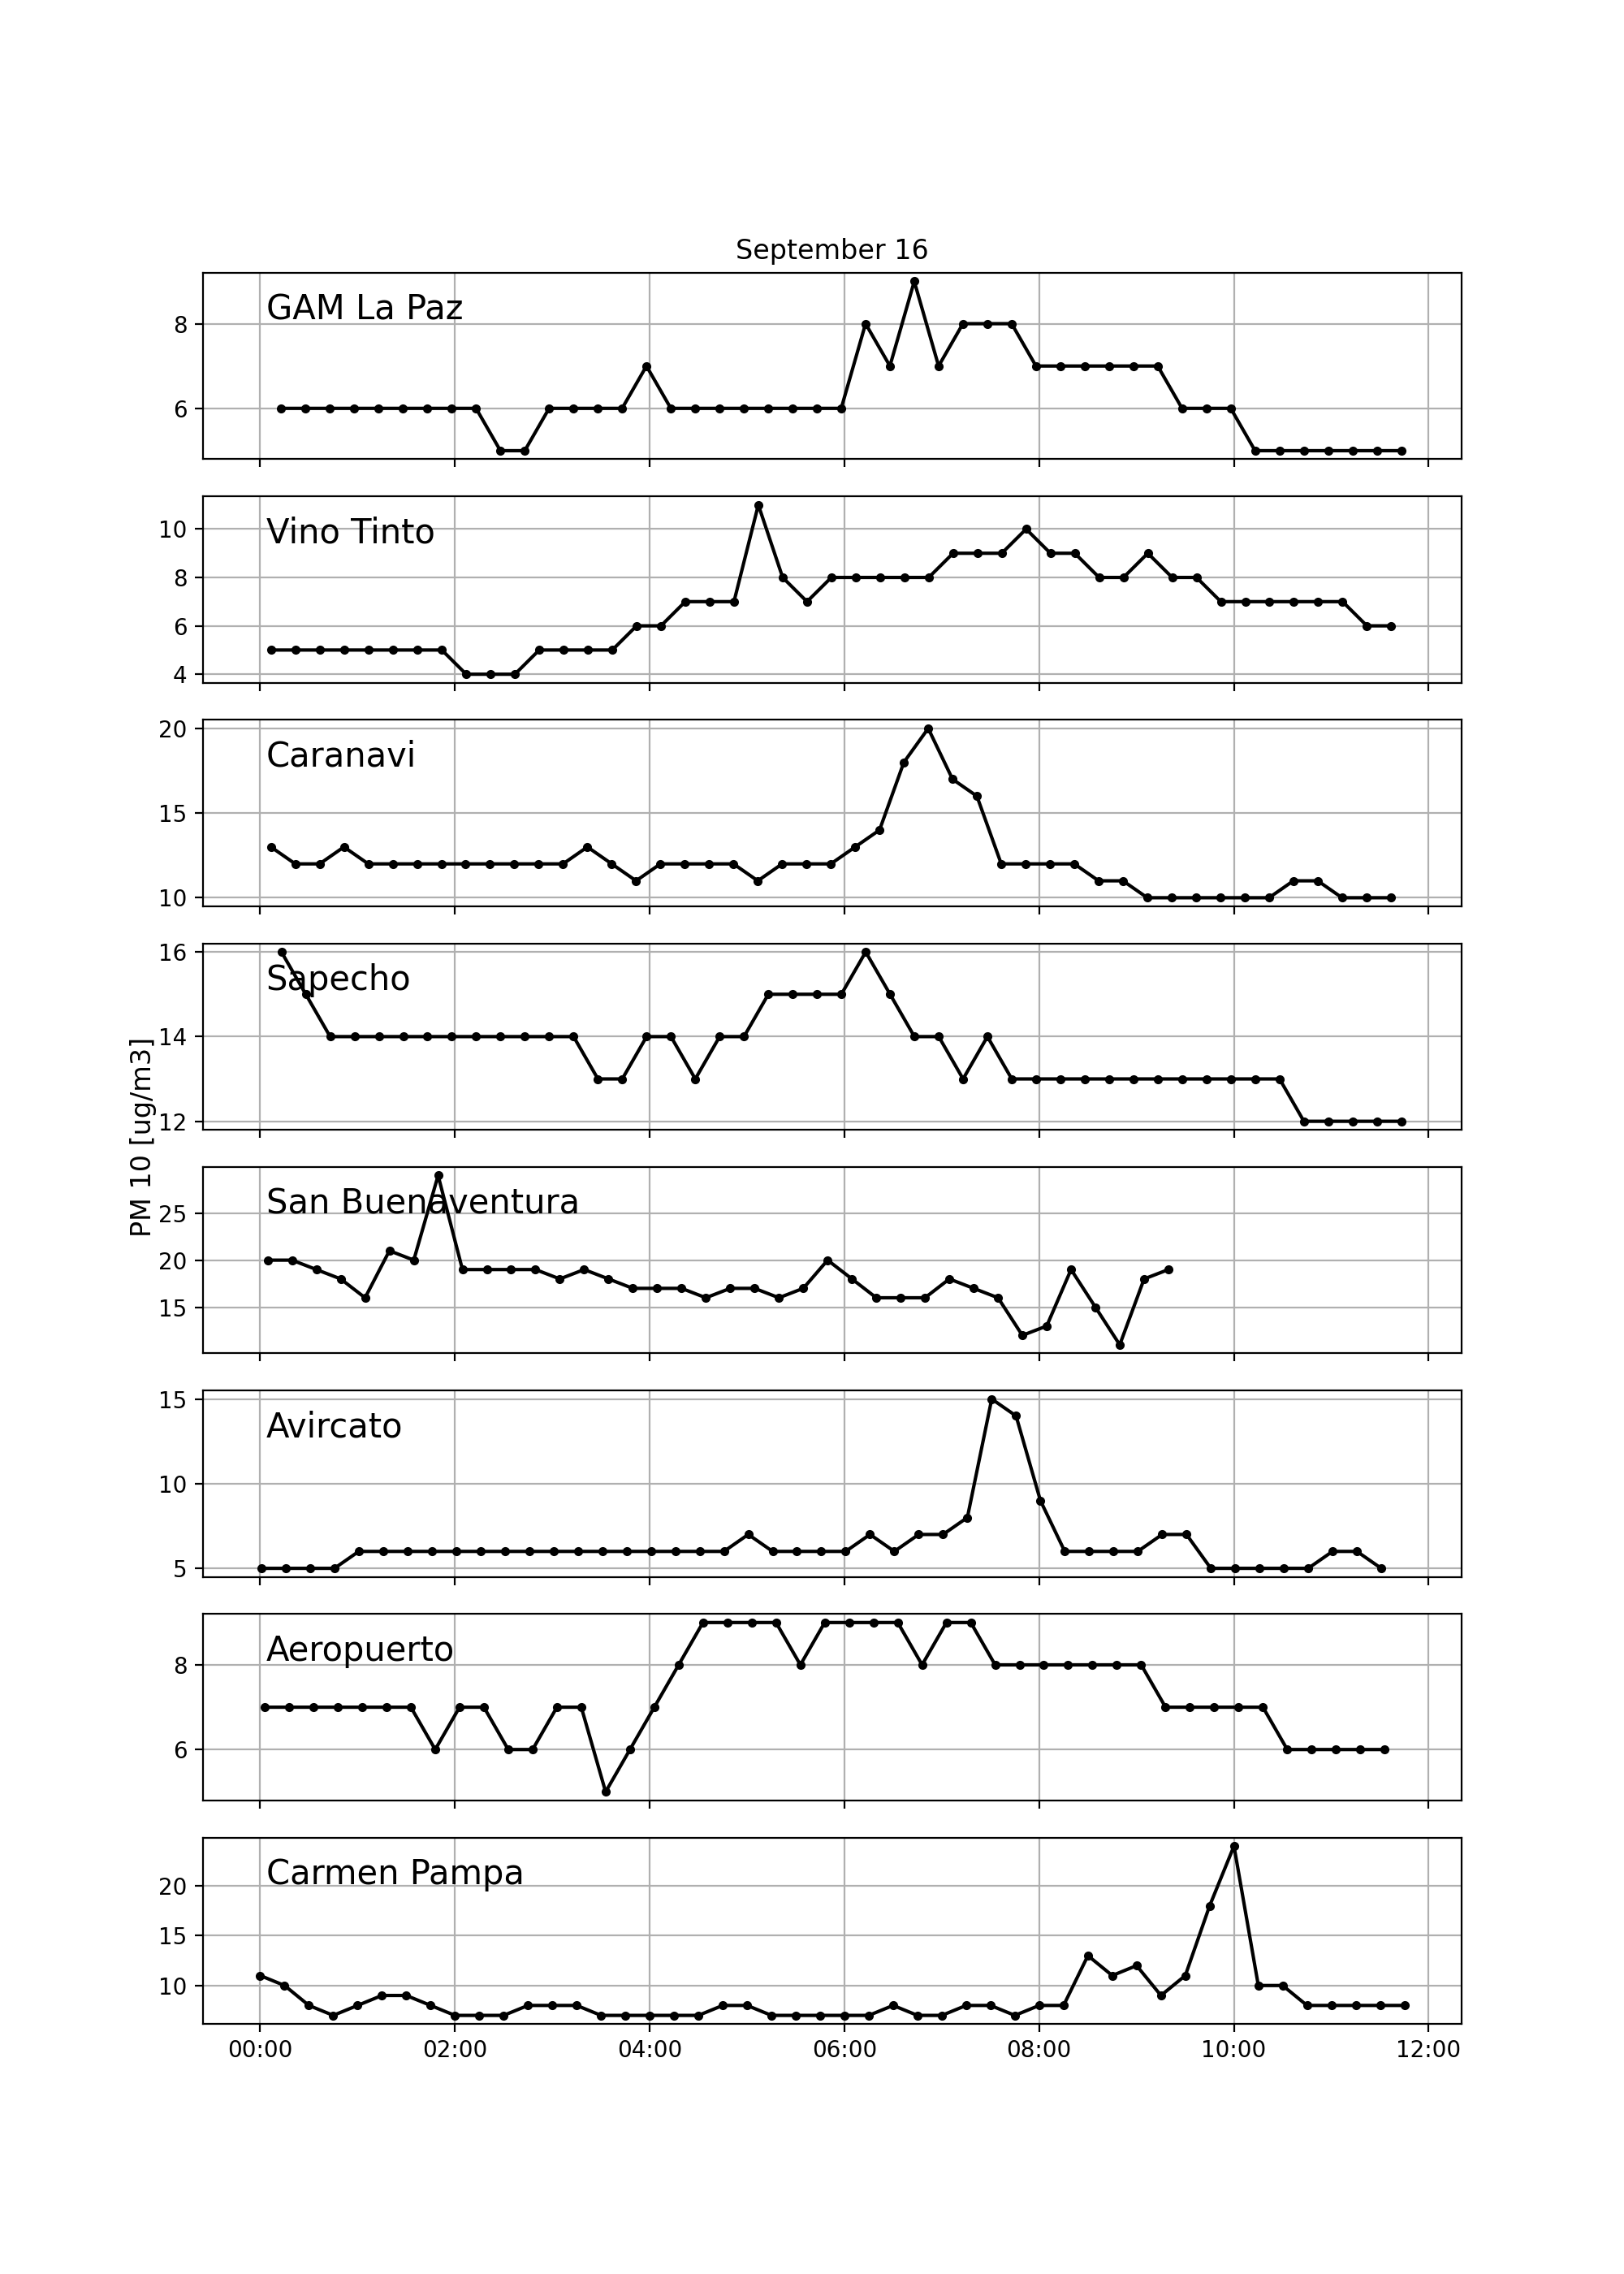 September 16
GAM La Paz
8
6
Vino Tinto
10
8
6
4
Caranavi
20
15
10
Sapecho
16
14
12
PM 10 [ug/m3]
San Buenaventura
25
20
15
Avircato
15
10
5
Aeropuerto
8
6
Carmen Pampa
20
15
10
00:00 02:00 04:00 06:00 08:00 10:00 12:00